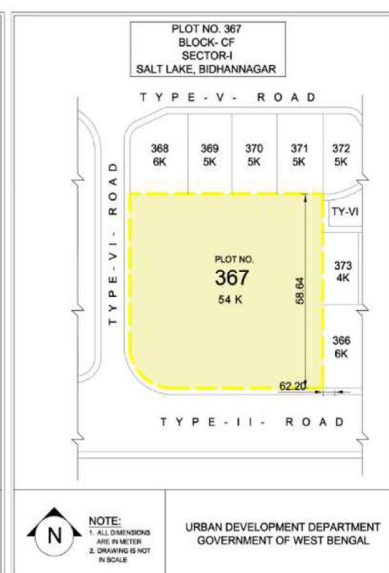 PLOT NO. 367
BLOCK- CF
SECTOR-I
SALT LAKE, BIDHANNAGAR
TYPE-V- ROAD
368
6K
369
5K
370
5K
371
5K
372
5K
TYPE-VI- ROAD
TY-VI
PLOT NO.
367
54 K
58.64
373
4K
366
6K
62.20
TYPE-II- ROAD
N
NOTE:
1. ALL DIMENSIONS
ARE IN METER
2. DRAWING IS NOT
IN SCALE
URBAN DEVELOPMENT DEPARTMENT
GOVERNMENT OF WEST BENGAL